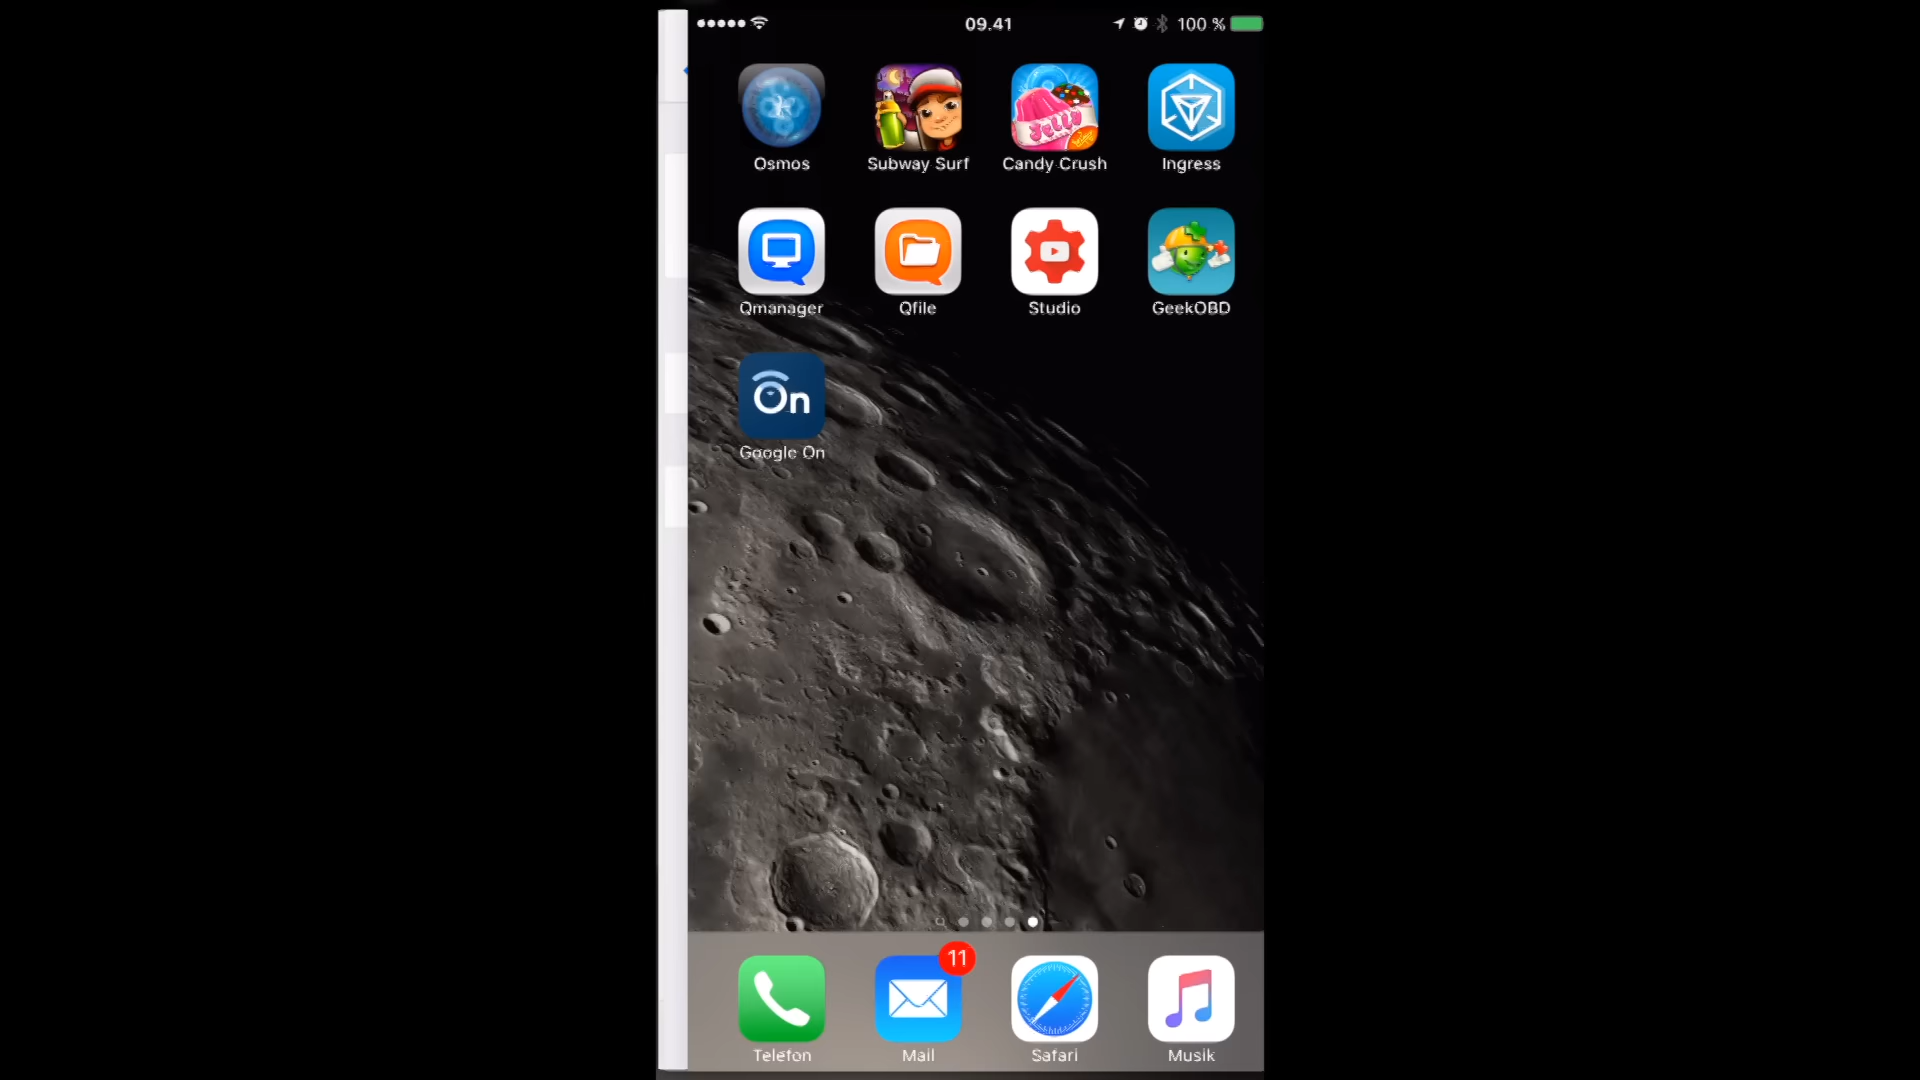 09.41 100 %
Jelly
Osmos Subway Surf Candy Crush Ingress
Qmanager Qfile Studio GeekOBD
On
Google On
11
Telefon Mail Safari Musik